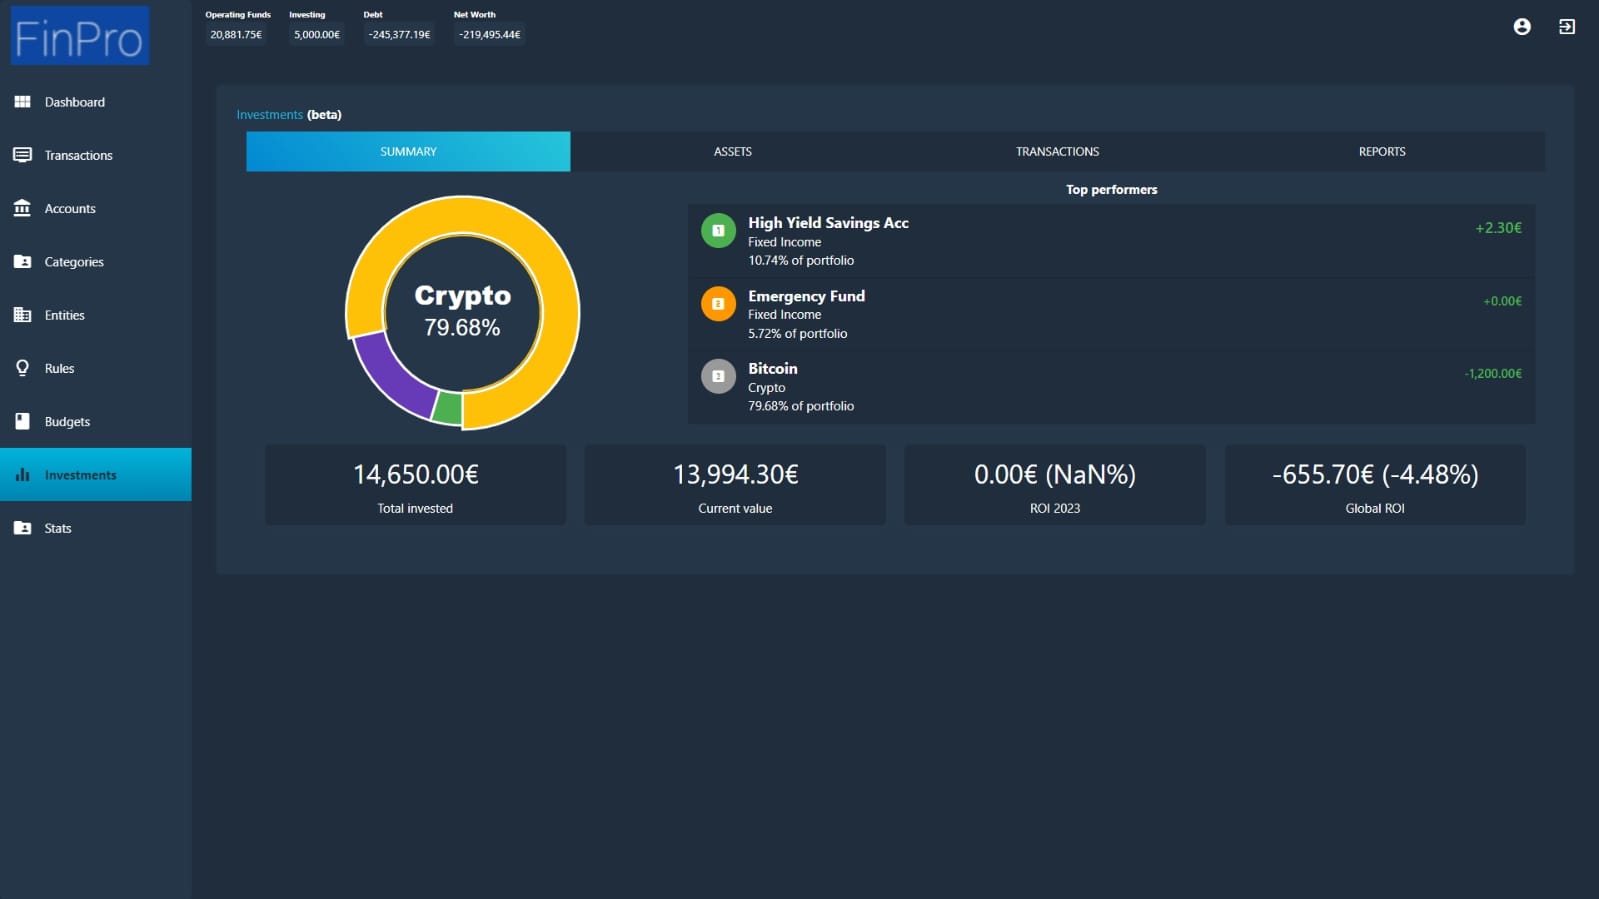 FinPro
Operating Funds
20,881.75€
Investing
5,000.00€
Debt
-245,377.19€
Net Worth
-219,495.44€
Dashboard
Transactions
Accounts
Categories
Entities
Rules
Budgets
Investments
Stats
Investments (beta)
SUMMARY
ASSETS
TRANSACTIONS
REPORTS
Crypto
79.68%
Top performers
1
High Yield Savings Acc
+2.30€
Fixed Income
10.74% of portfolio
2
Emergency Fund
+0.00€
Fixed Income
5.72% of portfolio
3
Bitcoin
-1,200.00€
Crypto
79.68% of portfolio
14,650.00€
Total invested
13,994.30€
Current value
0.00€ (NaN%)
ROI 2023
-655.70€ (-4.48%)
Global ROI